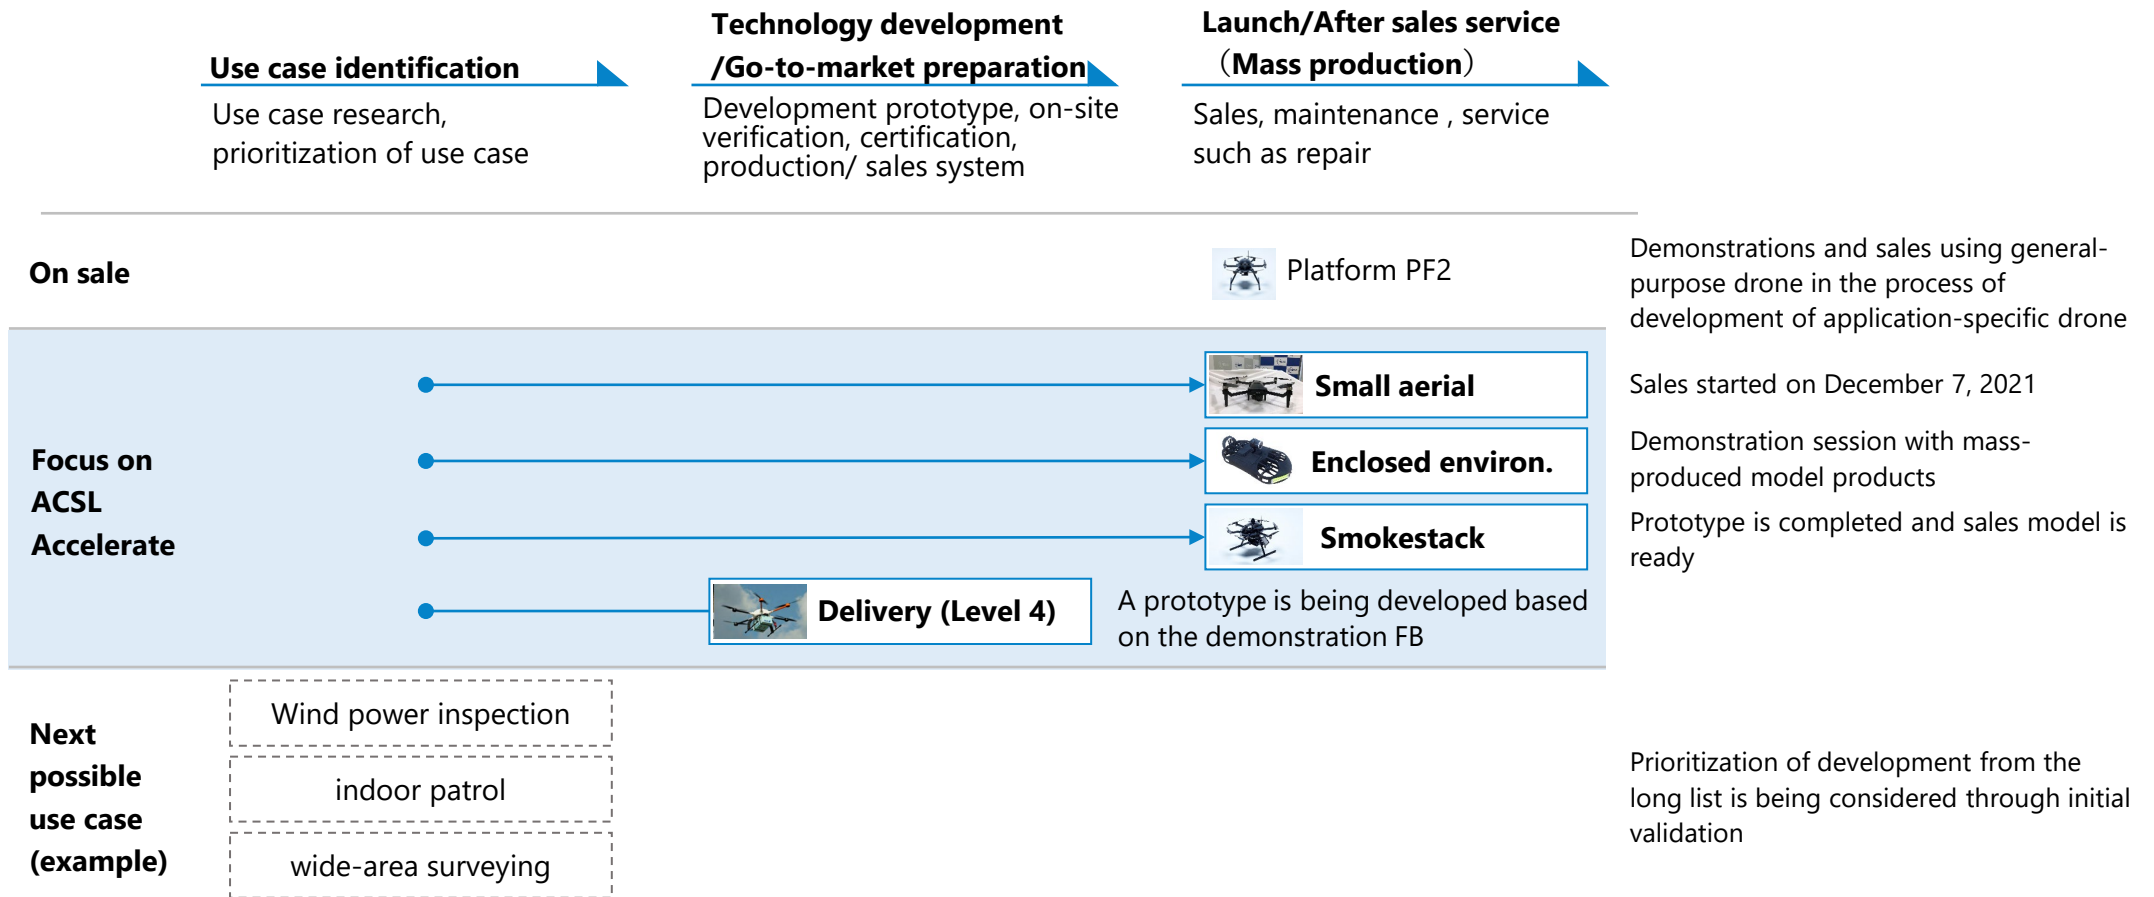 Use case identification
Use case research,
prioritization of use case
Technology development
/Go-to-market preparation
Development prototype, on-site
verification, certification,
production/ sales system
Launch/After sales service
（Mass production）
Sales, maintenance , service
such as repair
On sale
Platform PF2
Demonstrations and sales using general-
purpose drone in the process of
development of application-specific drone
Focus on
ACSL
Accelerate
Small aerial
Sales started on December 7, 2021
Enclosed environ.
Demonstration session with mass-
produced model products
Smokestack
Prototype is completed and sales model is
ready
Delivery (Level 4)
A prototype is being developed based
on the demonstration FB
Next
possible
use case
(example)
Wind power inspection
indoor patrol
wide-area surveying
Prioritization of development from the
long list is being considered through initial
validation